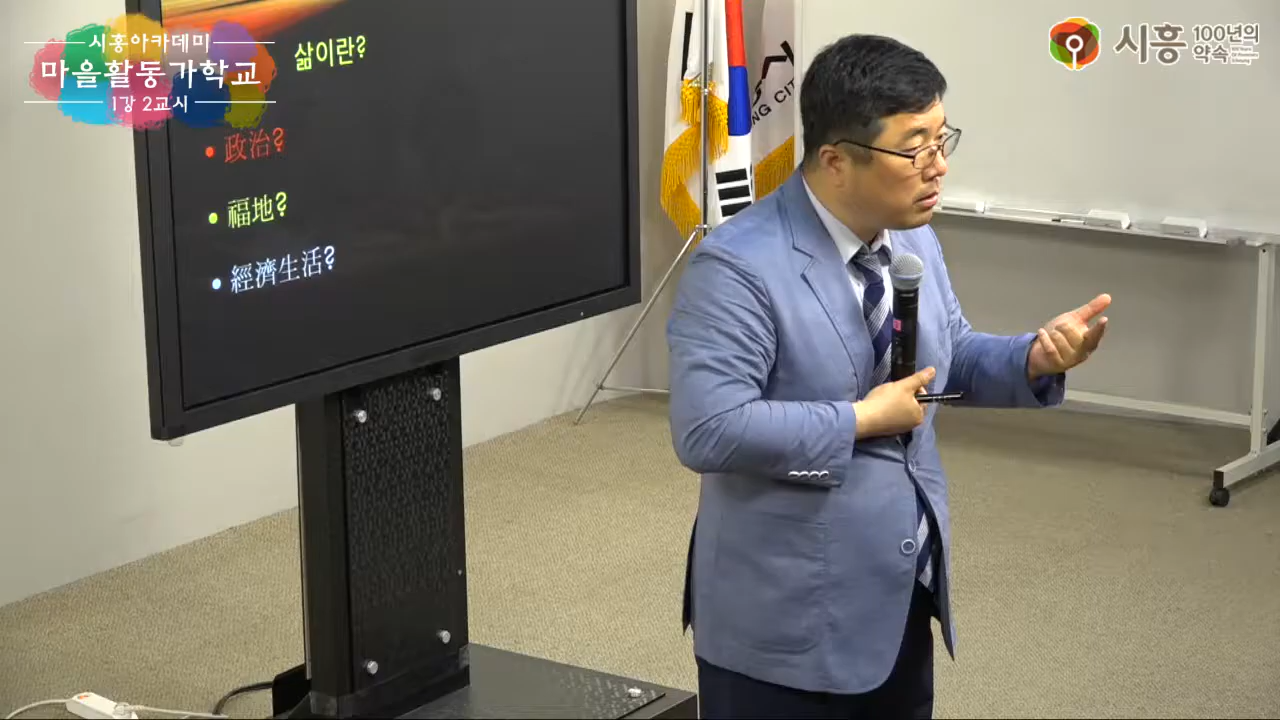 시흥아카데미
마을활동가학교
1강 2교시
삶이란?
• 政治?
• 福地?
• 經濟生活?
NG CIT
시흥 100년의 약속